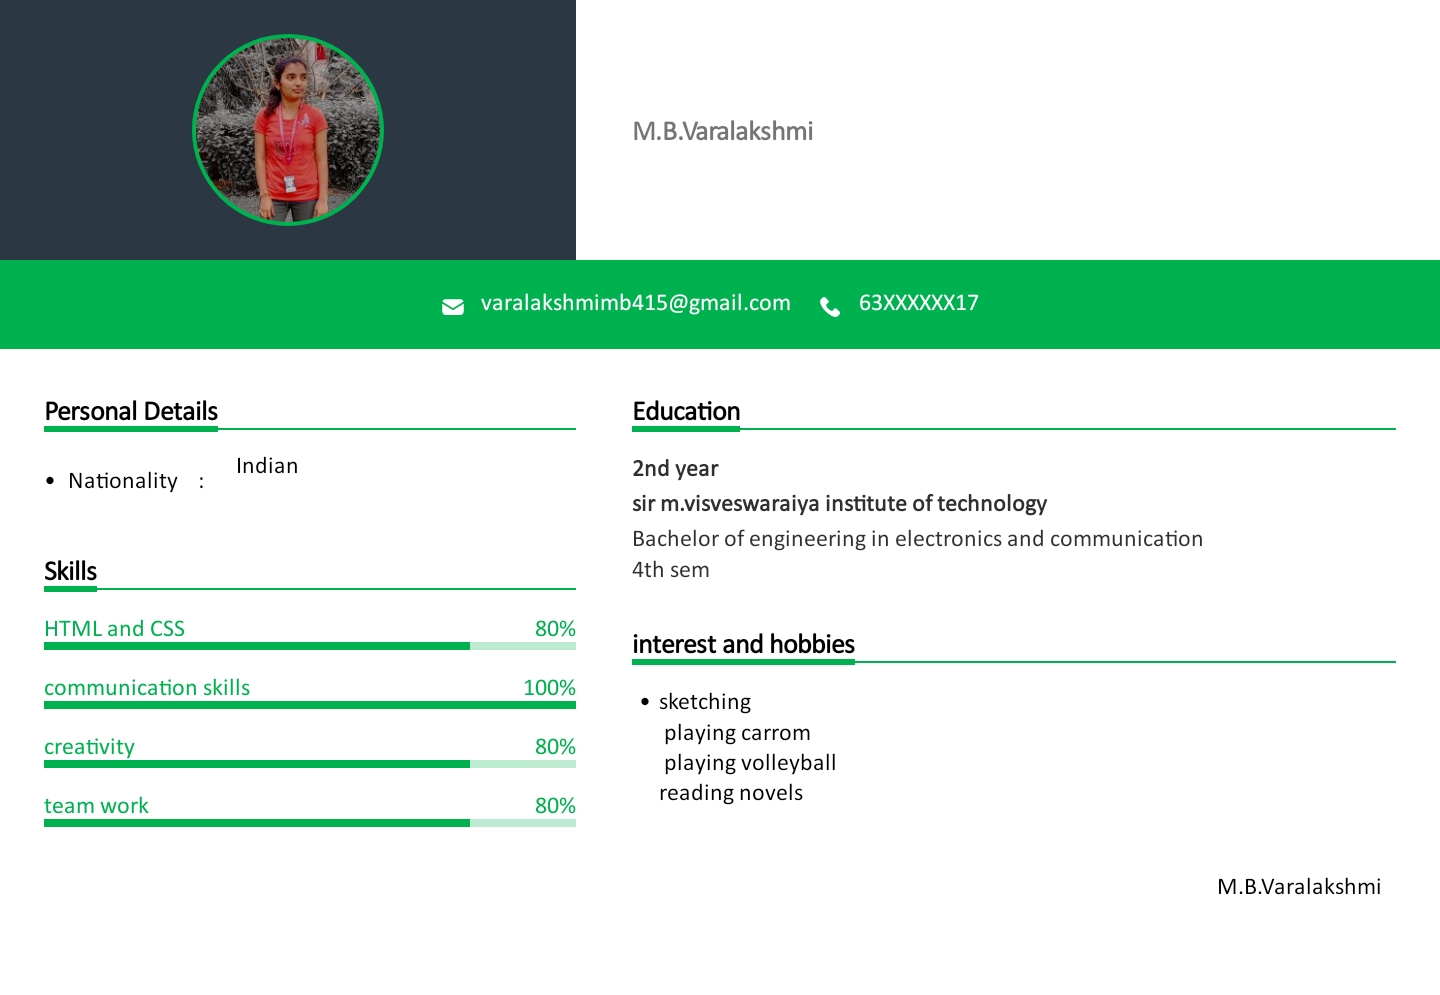 M.B.Varalakshmi
varalakshmimb415@gmail.com 63XXXXXX17
Personal Details
• Nationality : Indian
Skills
HTML and CSS 80%
communication skills 100%
creativity 80%
team work 80%
Education
2nd year
sir m.visveswaraiya institute of technology
Bachelor of engineering in electronics and communication
4th sem
interest and hobbies
• sketching
playing carrom
playing volleyball
reading novels
M.B.Varalakshmi